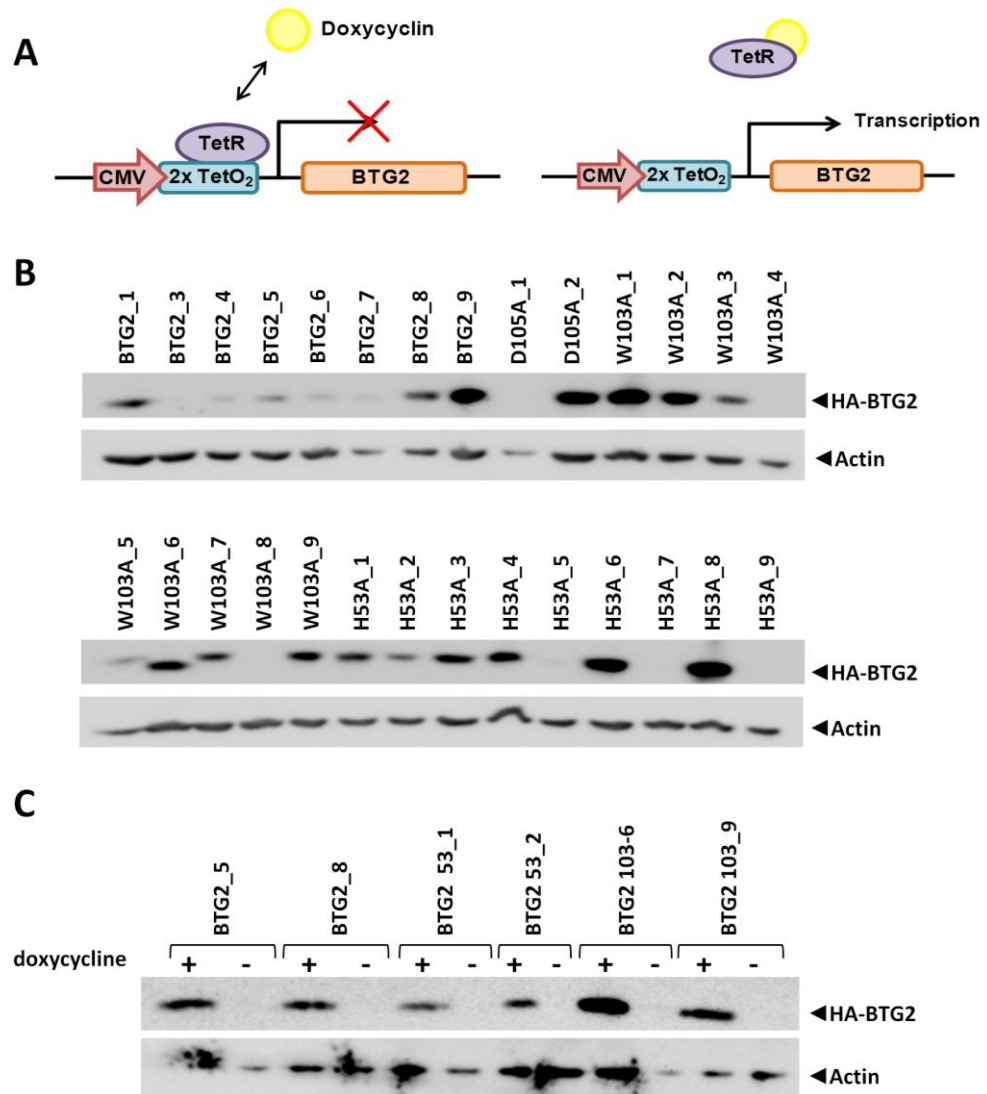 A
Doxycyclin
TetR
CMV
2x TetO2
BTG2
TetR
Transcription
CMV
2x TetO2
BTG2
B
BTG2_1
BTG2_3
BTG2_4
BTG2_5
BTG2_6
BTG2_7
BTG2_8
BTG2_9
D105A_1
D105A_2
W103A_1
W103A_2
W103A_3
W103A_4
◄HA-BTG2
◄Actin
W103A_5
W103A_6
W103A_7
W103A_8
W103A_9
H53A_1
H53A_2
H53A_3
H53A_4
H53A_5
H53A_6
H53A_7
H53A_8
H53A_9
◄HA-BTG2
◄Actin
C
BTG2_5
BTG2_8
BTG2 53_1
BTG2 53_2
BTG2 103-6
BTG2 103_9
doxycycline + - + - + - + - + - + -
◄HA-BTG2
◄Actin